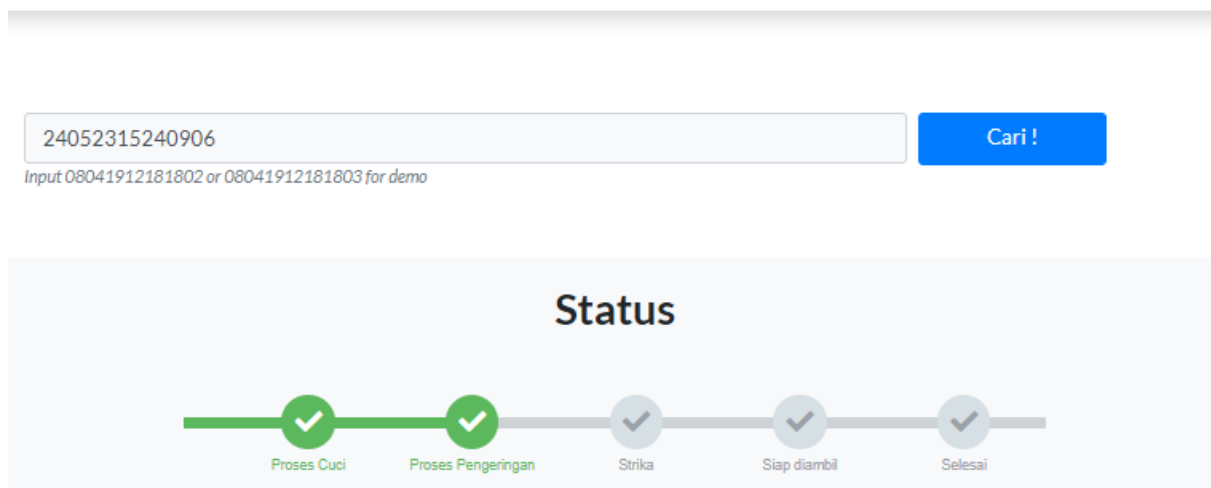 24052315240906
Cari !
Input 08041912181802 or 08041912181803 for demo
Status
Proses Cuci
Proses Pengeringan
Strika
Siap diambil
Selesai